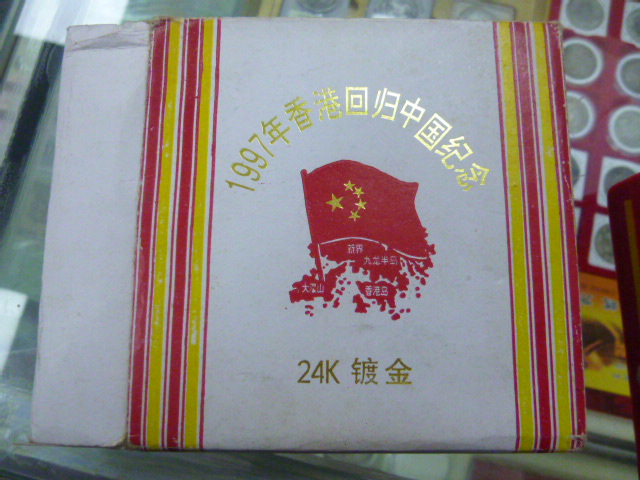 1997年香港回归中国纪念
新界
九龙半岛
大屿山
香港岛
24K 镀金